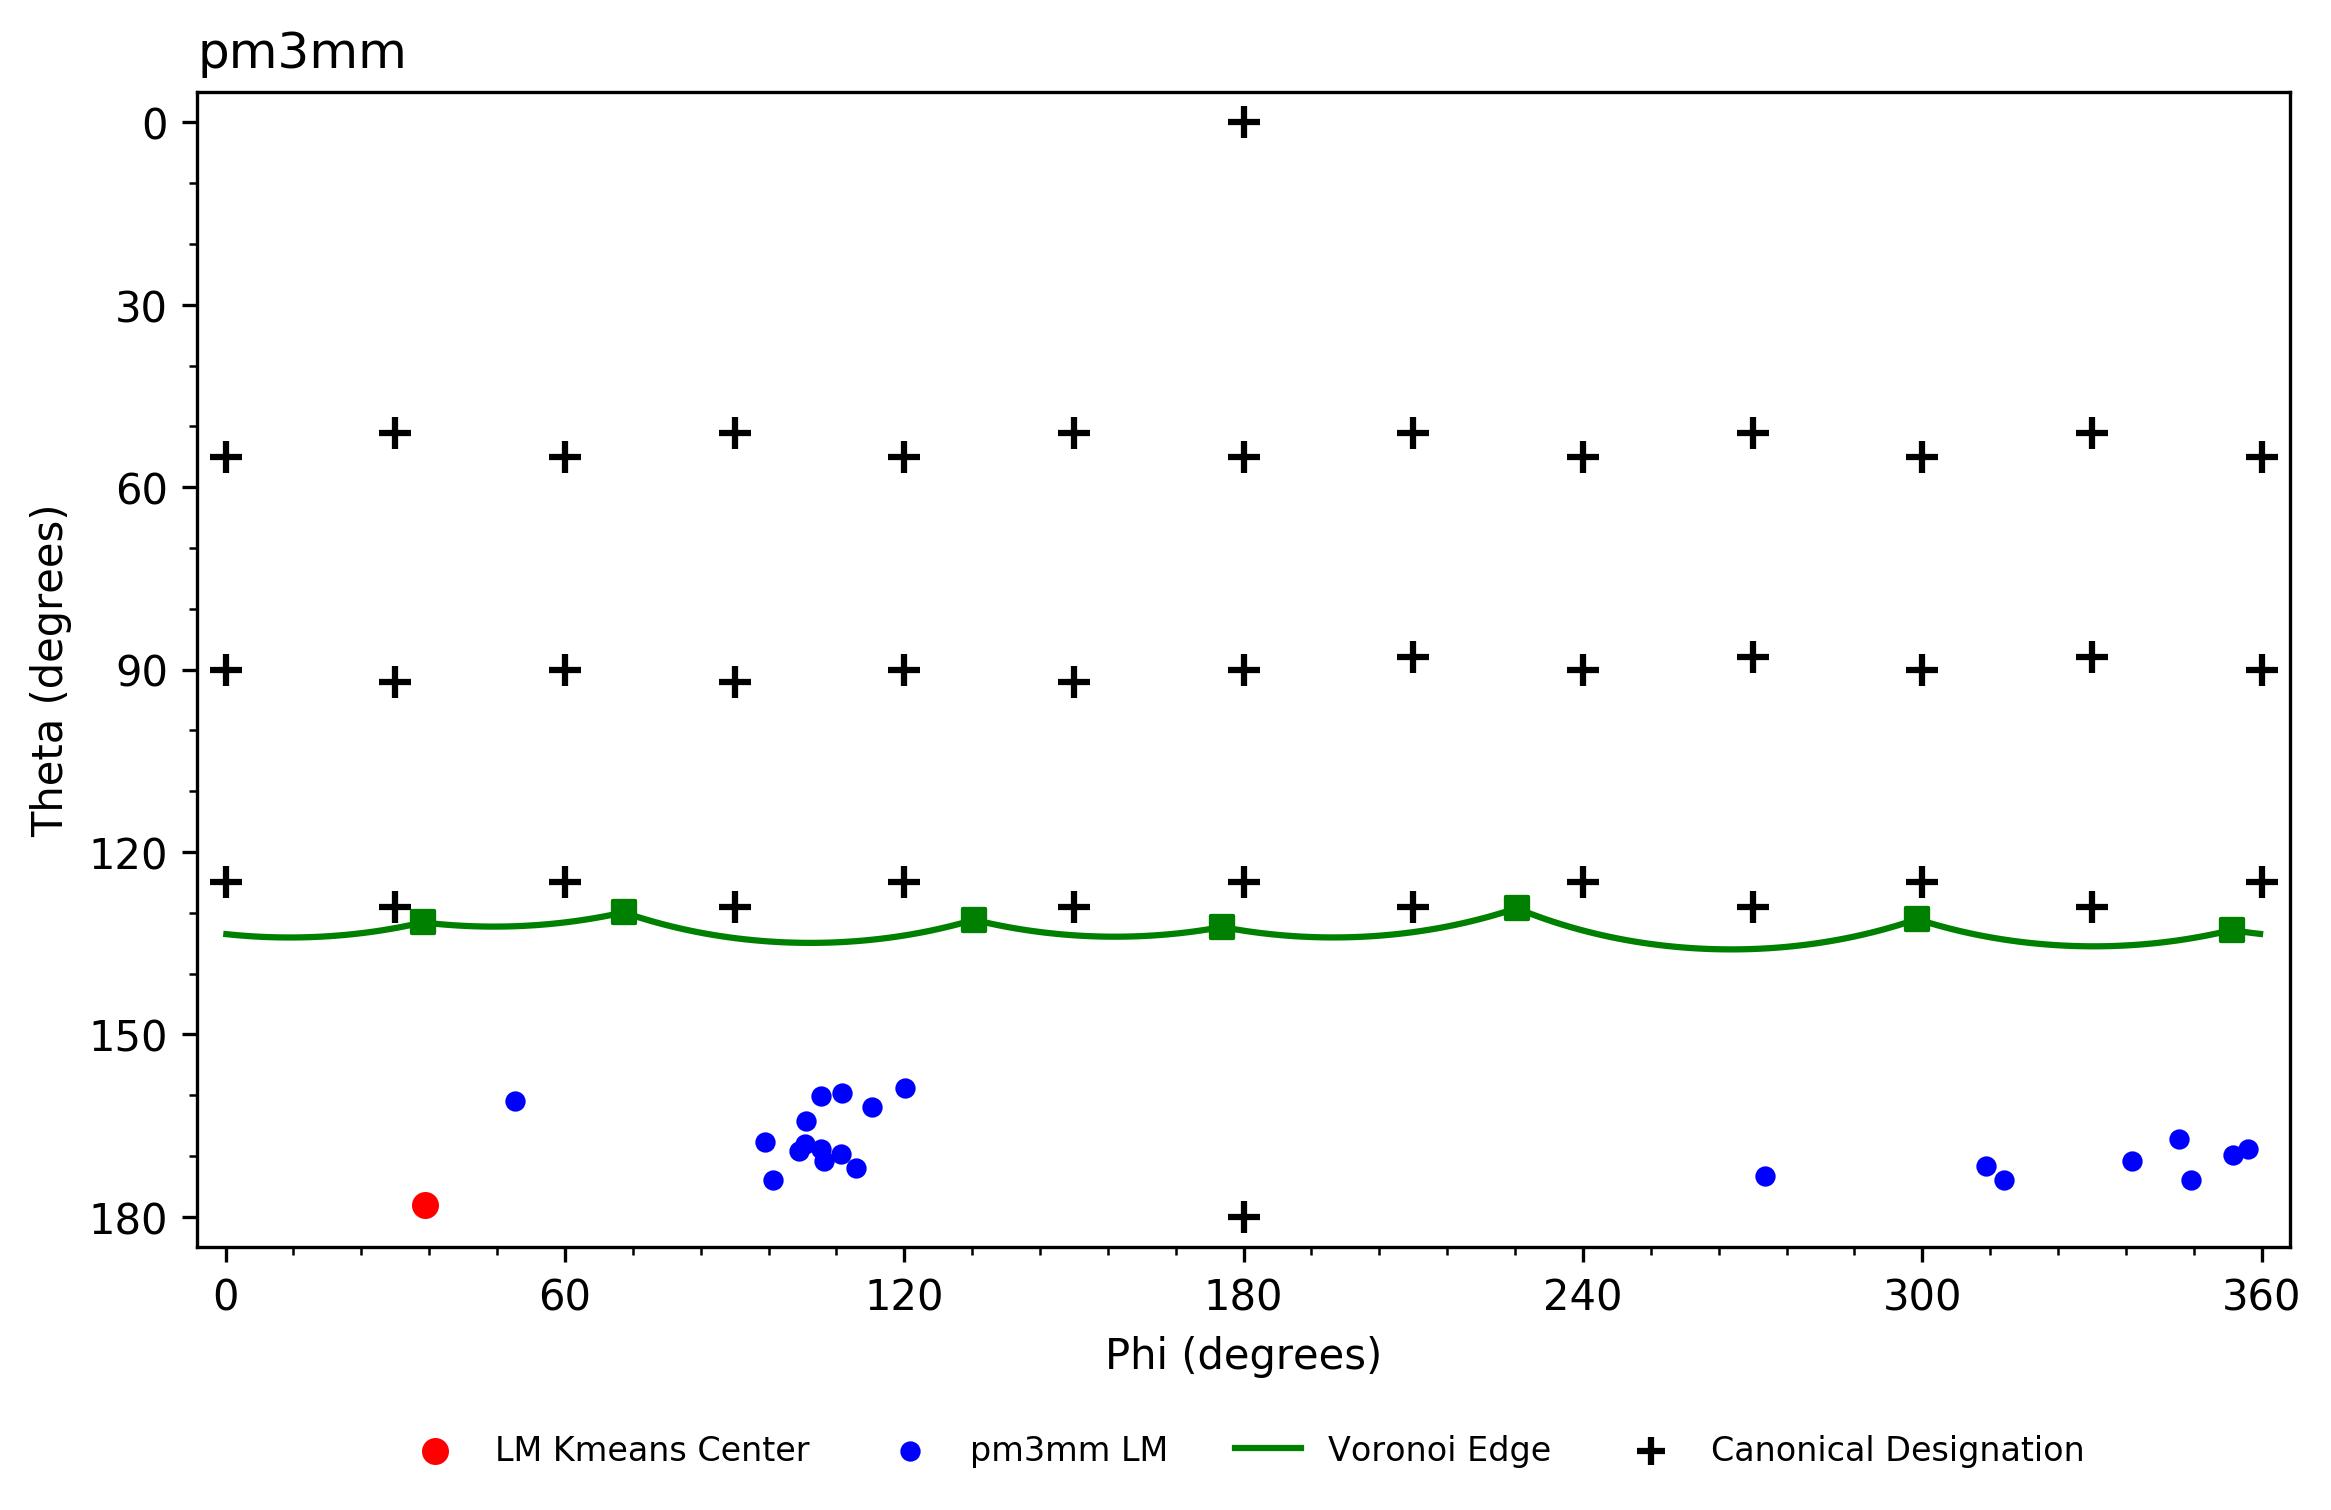 pm3mm
0
30
60
90
120
150
180
Theta (degrees)
0 60 120 180 240 300 360
Phi (degrees)
LM Kmeans Center pm3mm LM Voronoi Edge Canonical Designation